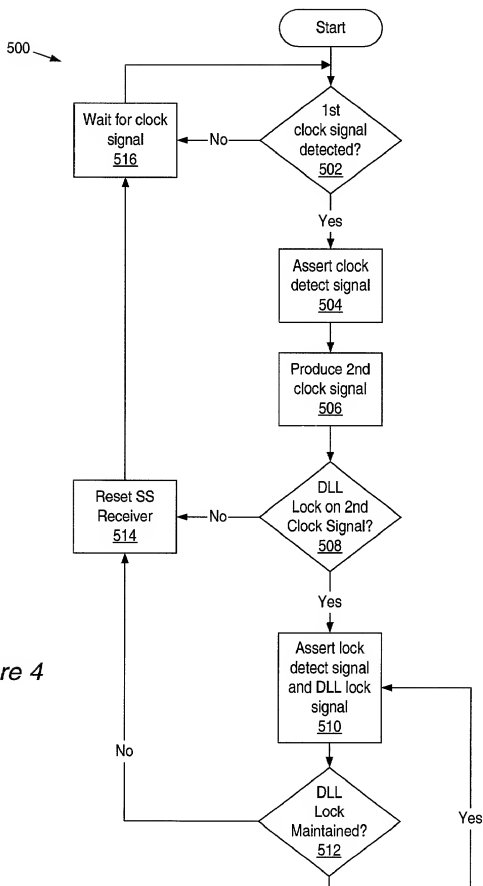 Start
500
1st
clock signal
detected?
502
No
Wait for clock
signal
516
Yes
Assert clock
detect signal
504
Produce 2nd
clock signal
506
DLL
Lock on 2nd
Clock Signal?
508
No
Reset SS
Receiver
514
Yes
Assert lock
detect signal
and DLL lock
signal
510
re 4
No
DLL
Lock
Maintained?
512
Yes